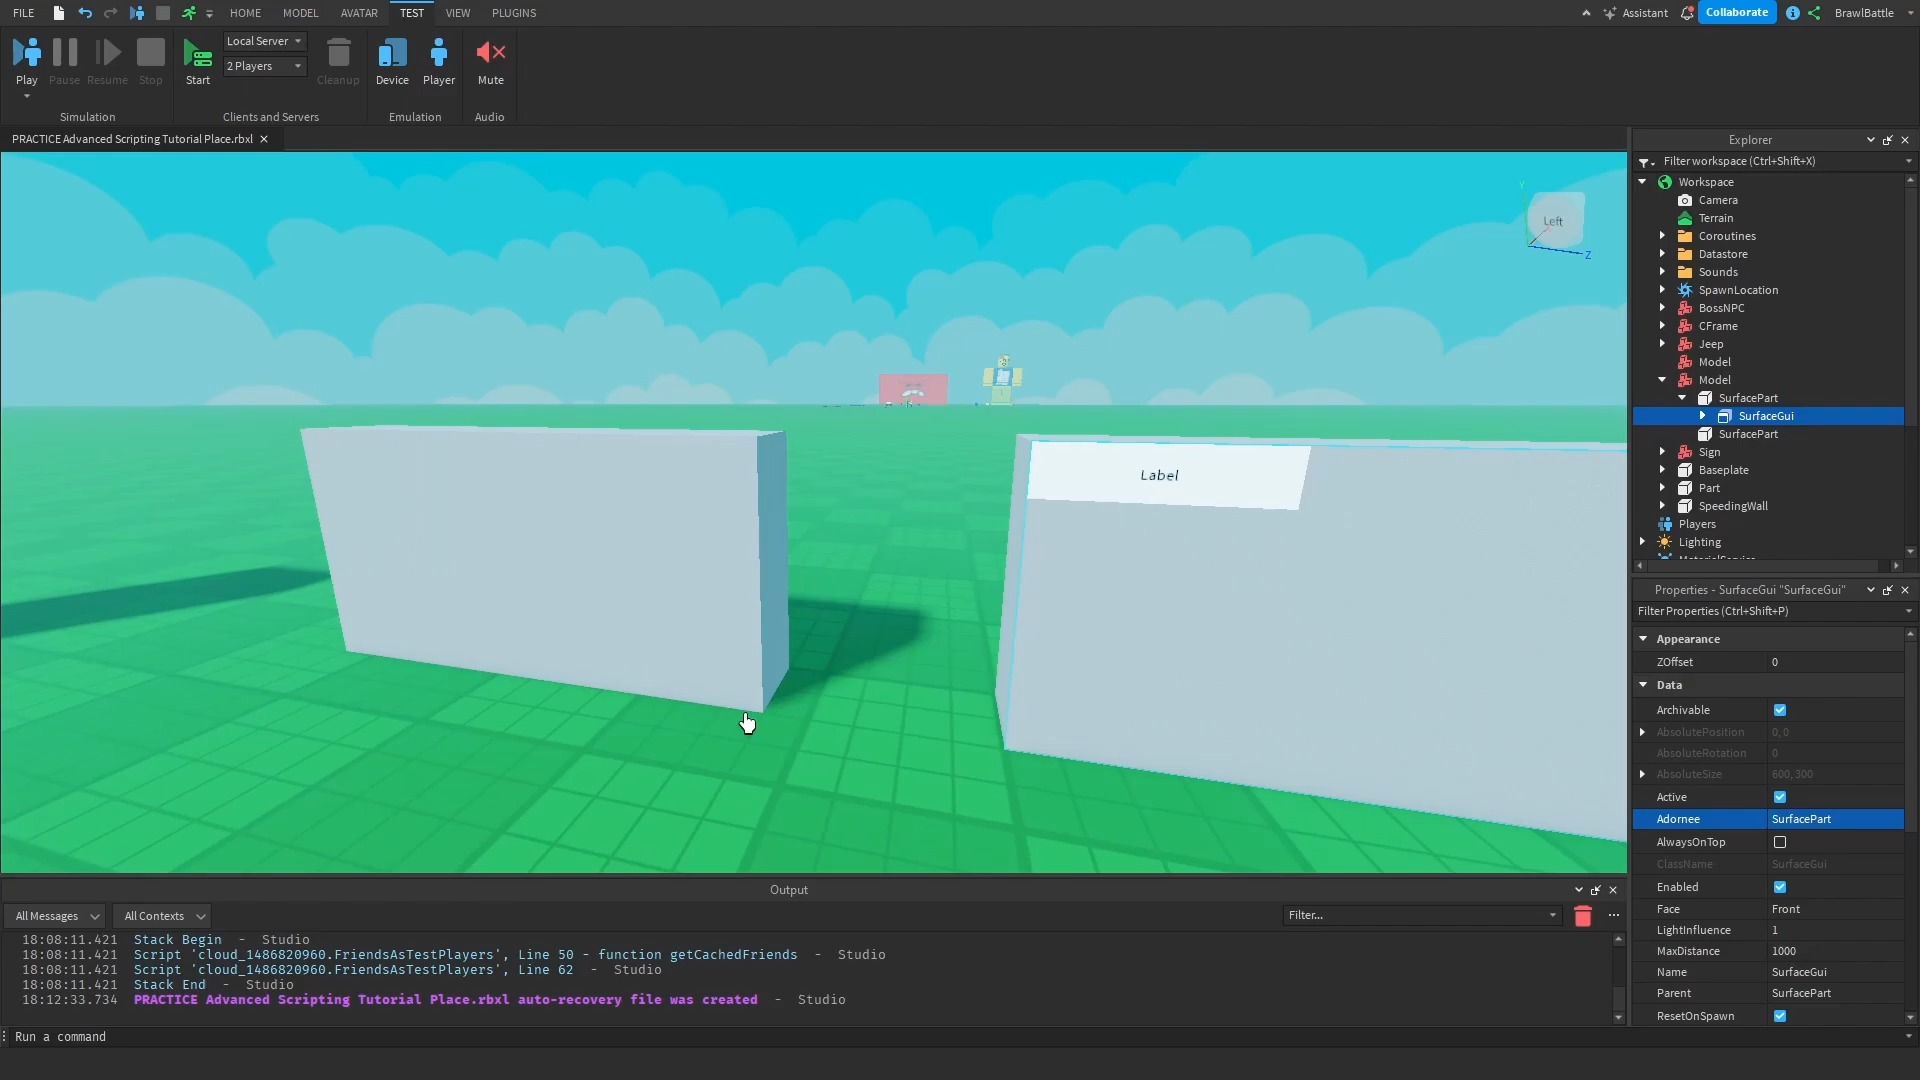 FILE HOME MODEL AVATAR TEST VIEW PLUGINS Assistant Collaborate BrawlBattle
Play Pause Resume Stop Start Local Server 2 Players Cleanup Device Player Mute
Simulation Clients and Servers Emulation Audio
PRACTICE Advanced Scripting Tutorial Place.rbxl
Left
Y
Z
Label
Explorer
Filter workspace (Ctrl+Shift+X)
Workspace
Camera
Terrain
Coroutines
Datastore
Sounds
SpawnLocation
BossNPC
CFrame
Jeep
Model
Model
SurfacePart
SurfaceGui
SurfacePart
Sign
Baseplate
Part
SpeedingWall
Players
Lighting
Properties - SurfaceGui "SurfaceGui"
Filter Properties (Ctrl+Shift+P)
Appearance
ZOffset 0
Data
Archivable
AbsolutePosition 0, 0
AbsoluteRotation 0
AbsoluteSize 600, 300
Active
Adornee SurfacePart
AlwaysOnTop
ClassName SurfaceGui
Enabled
Face Front
LightInfluence 1
MaxDistance 1000
Name SurfaceGui
Parent SurfacePart
ResetOnSpawn
Output
All Messages All Contexts Filter...
18:08:11.421 Stack Begin - Studio
18:08:11.421 Script 'cloud_1486820960.FriendsAsTestPlayers', Line 50 - function getCachedFriends - Studio
18:08:11.421 Script 'cloud_1486820960.FriendsAsTestPlayers', Line 62 - Studio
18:08:11.421 Stack End - Studio
18:12:33.734 PRACTICE Advanced Scripting Tutorial Place.rbxl auto-recovery file was created - Studio
Run a command